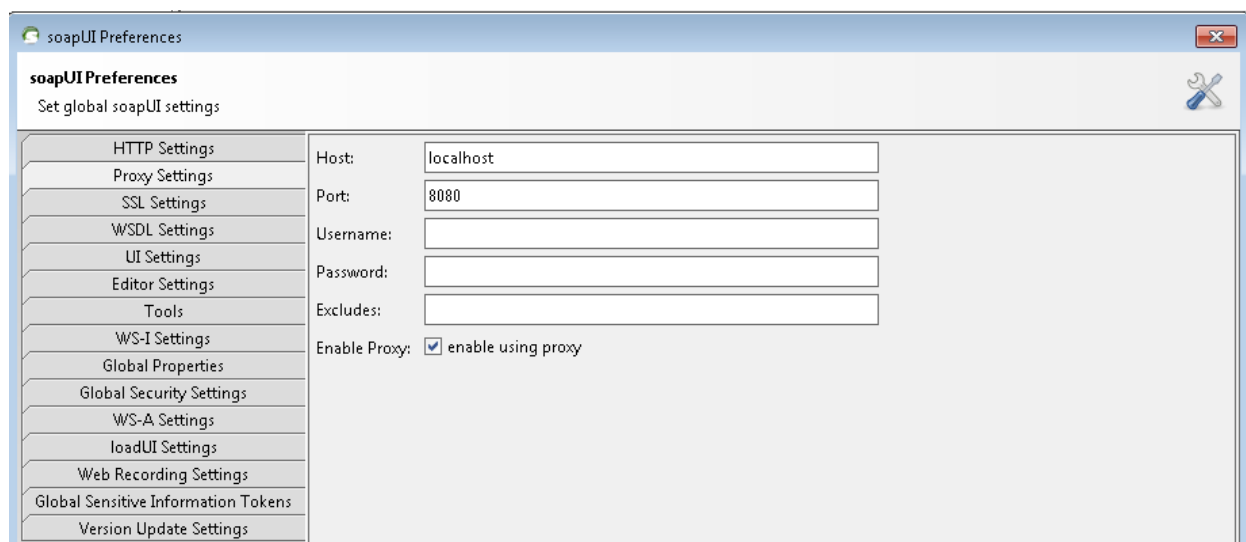 soapUI Preferences
soapUI Preferences
Set global soapUI settings
HTTP Settings
Proxy Settings
SSL Settings
WSDL Settings
UI Settings
Editor Settings
Tools
WS-I Settings
Global Properties
Global Security Settings
WS-A Settings
loadUI Settings
Web Recording Settings
Global Sensitive Information Tokens
Version Update Settings
Host: localhost
Port: 8080
Username:
Password:
Excludes:
Enable Proxy: enable using proxy